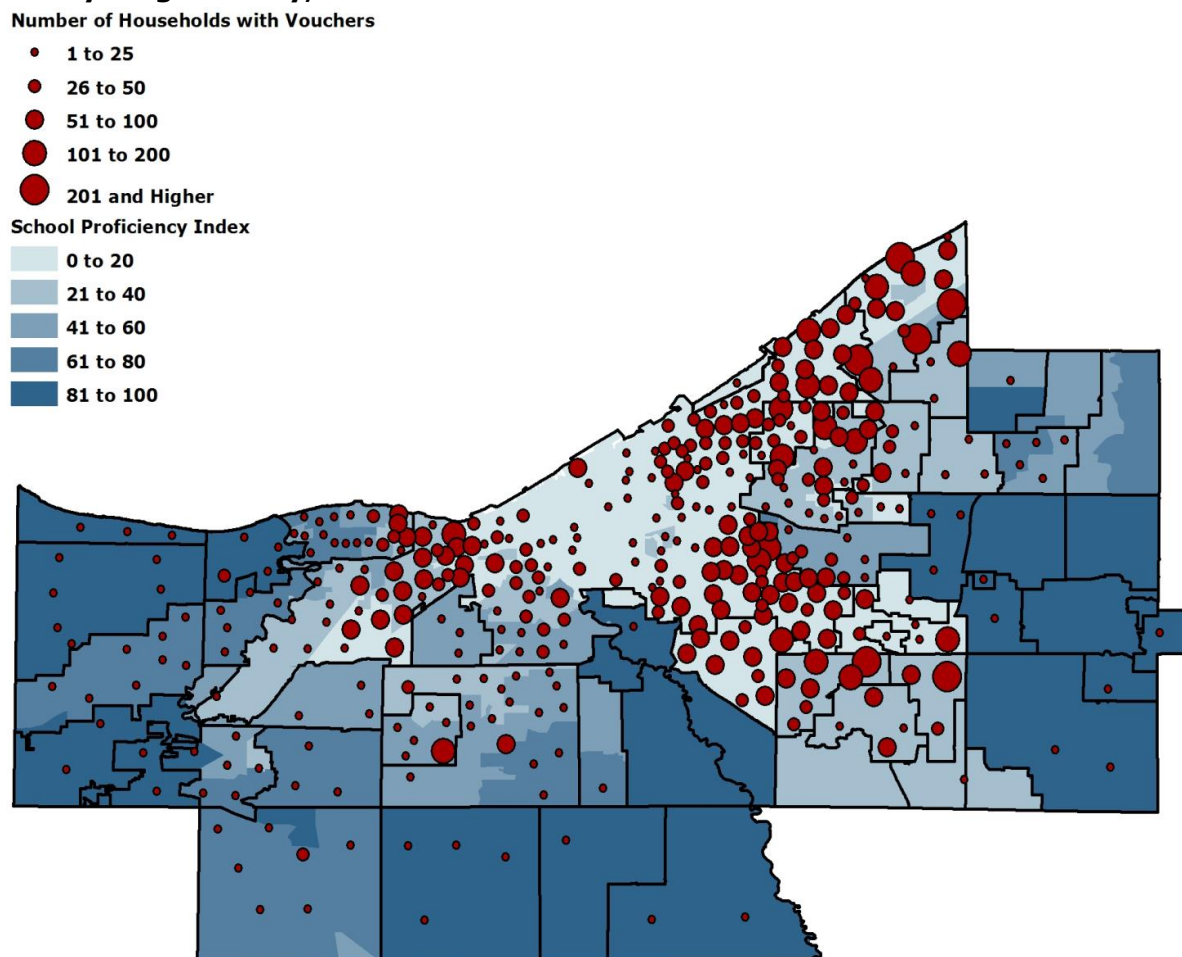 Number of Households with Vouchers
1 to 25
26 to 50
51 to 100
101 to 200
201 and Higher
School Proficiency Index
0 to 20
21 to 40
41 to 60
61 to 80
81 to 100